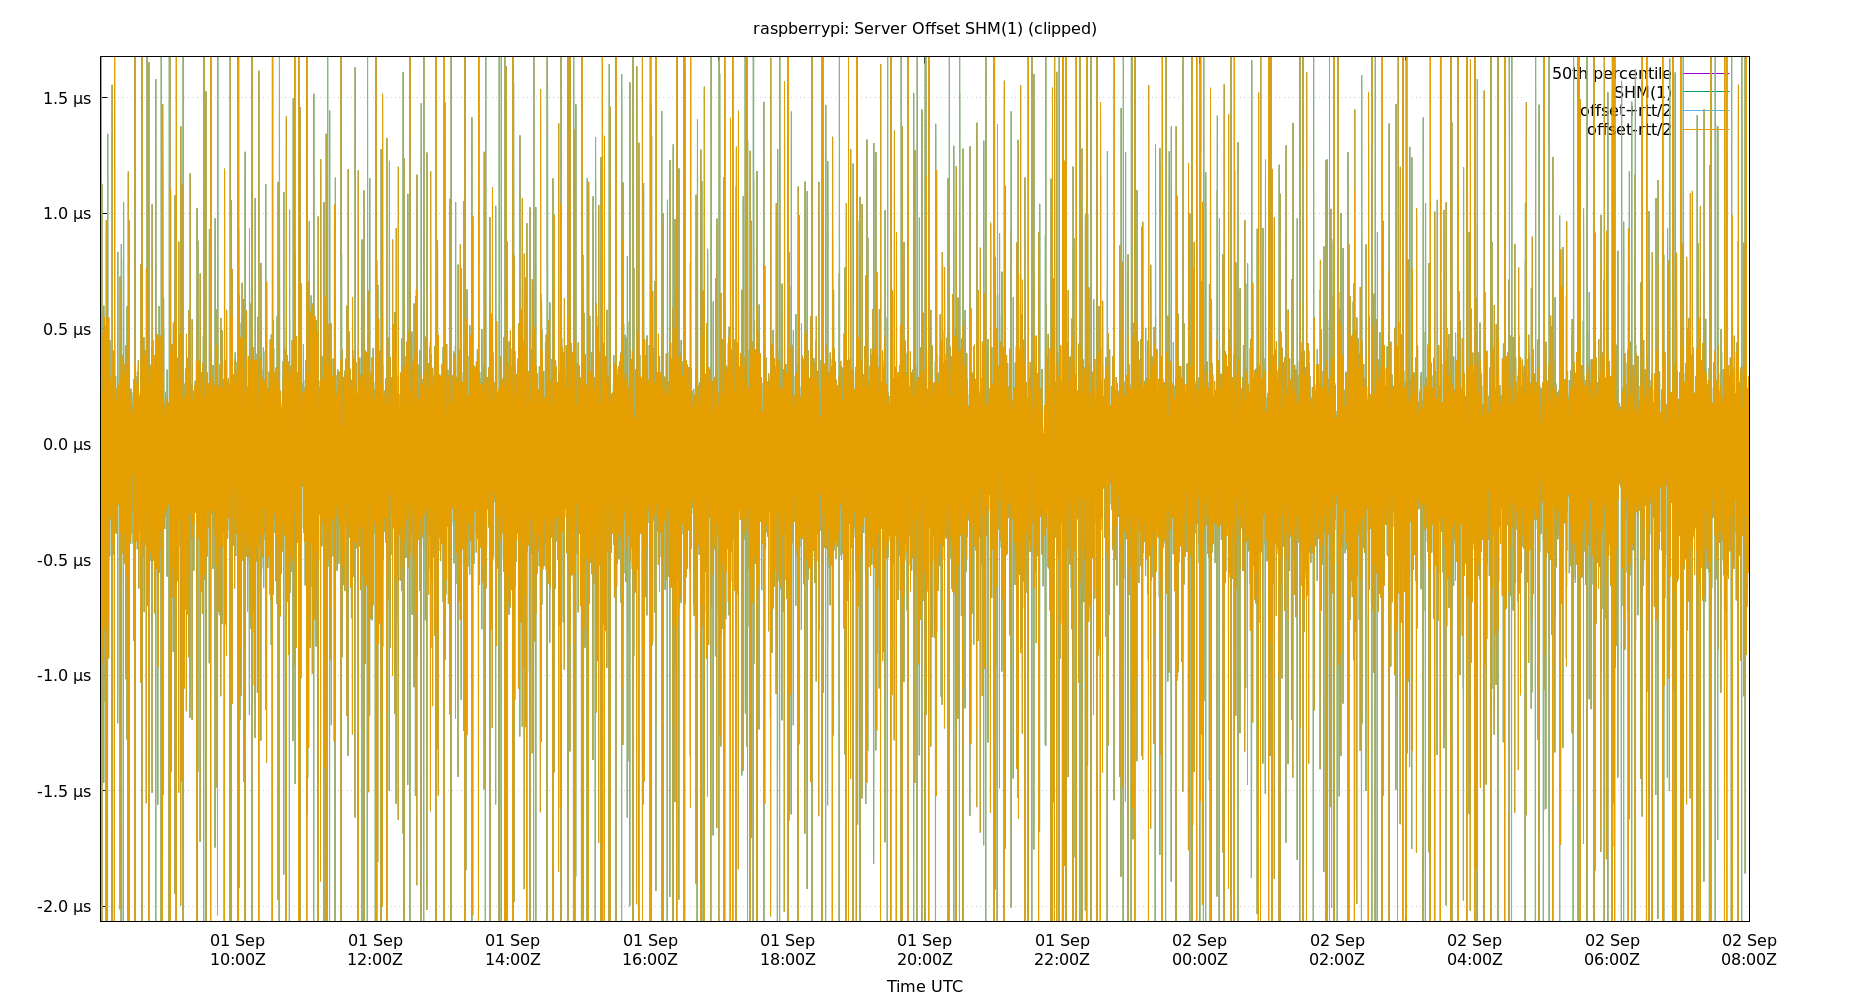 raspberrypi: Server Offset SHM(1) (clipped)
50th percentile
SHM(1)
offset+rtt/2
offset-rtt/2
1.5 µs
1.0 µs
0.5 µs
0.0 µs
-0.5 µs
-1.0 µs
-1.5 µs
-2.0 µs
01 Sep 01 Sep 01 Sep 01 Sep 01 Sep 01 Sep 01 Sep 02 Sep 02 Sep 02 Sep 02 Sep 02 Sep
10:00Z 12:00Z 14:00Z 16:00Z 18:00Z 20:00Z 22:00Z 00:00Z 02:00Z 04:00Z 06:00Z 08:00Z
Time UTC